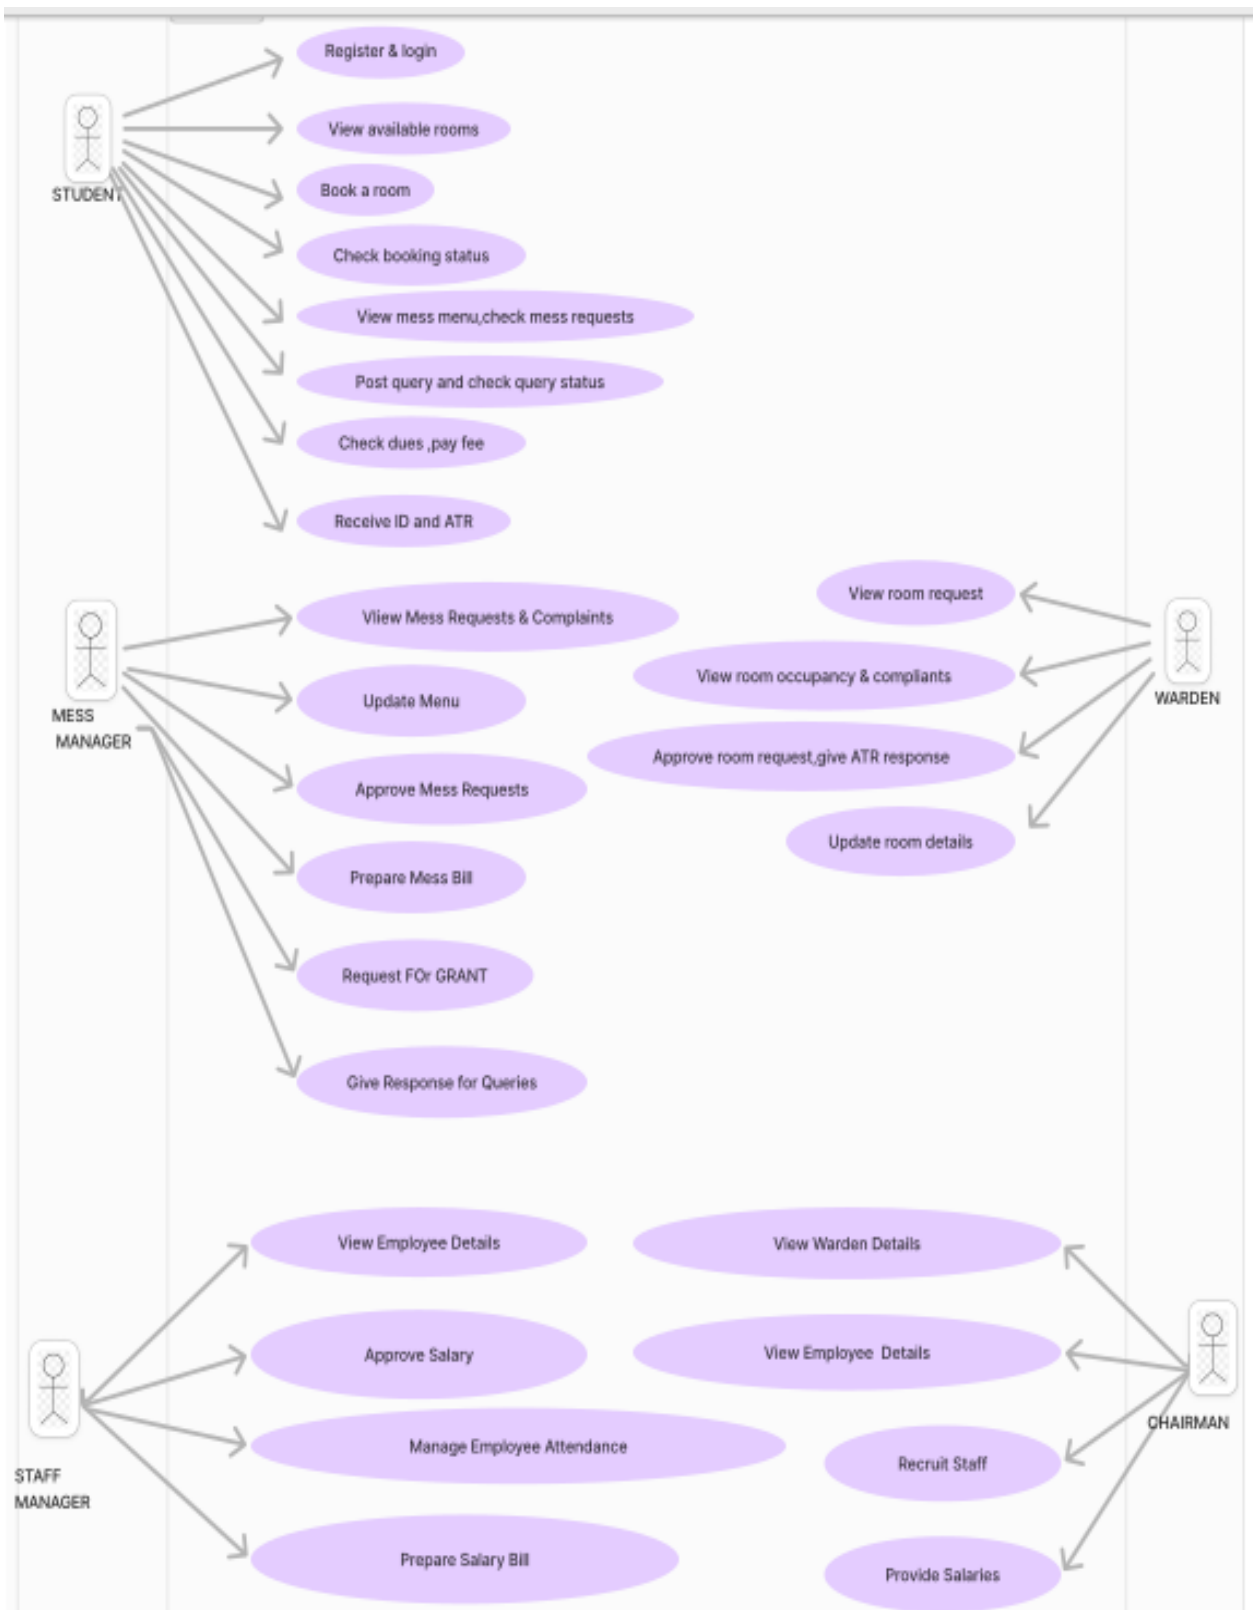 Register & login
View available rooms
Book a room
STUDENT
Check booking status
View mess menu,check mess requests
Post query and check query status
Check dues ,pay fee
Receive ID and ATR
View room request
VIiew Mess Requests & Complaints
View room occupancy & compliants
WARDEN
Update Menu
MESS
MANAGER
Approve room request,give ATR response
Approve Mess Requests
Update room details
Prepare Mess Bill
Request FOr GRANT
Give Response for Queries
View Employee Details
View Warden Details
Approve Salary
View Employee Details
CHAIRMAN
Manage Employee Attendance
Recruit Staff
STAFF
MANAGER
Prepare Salary Bill
Provide Salaries